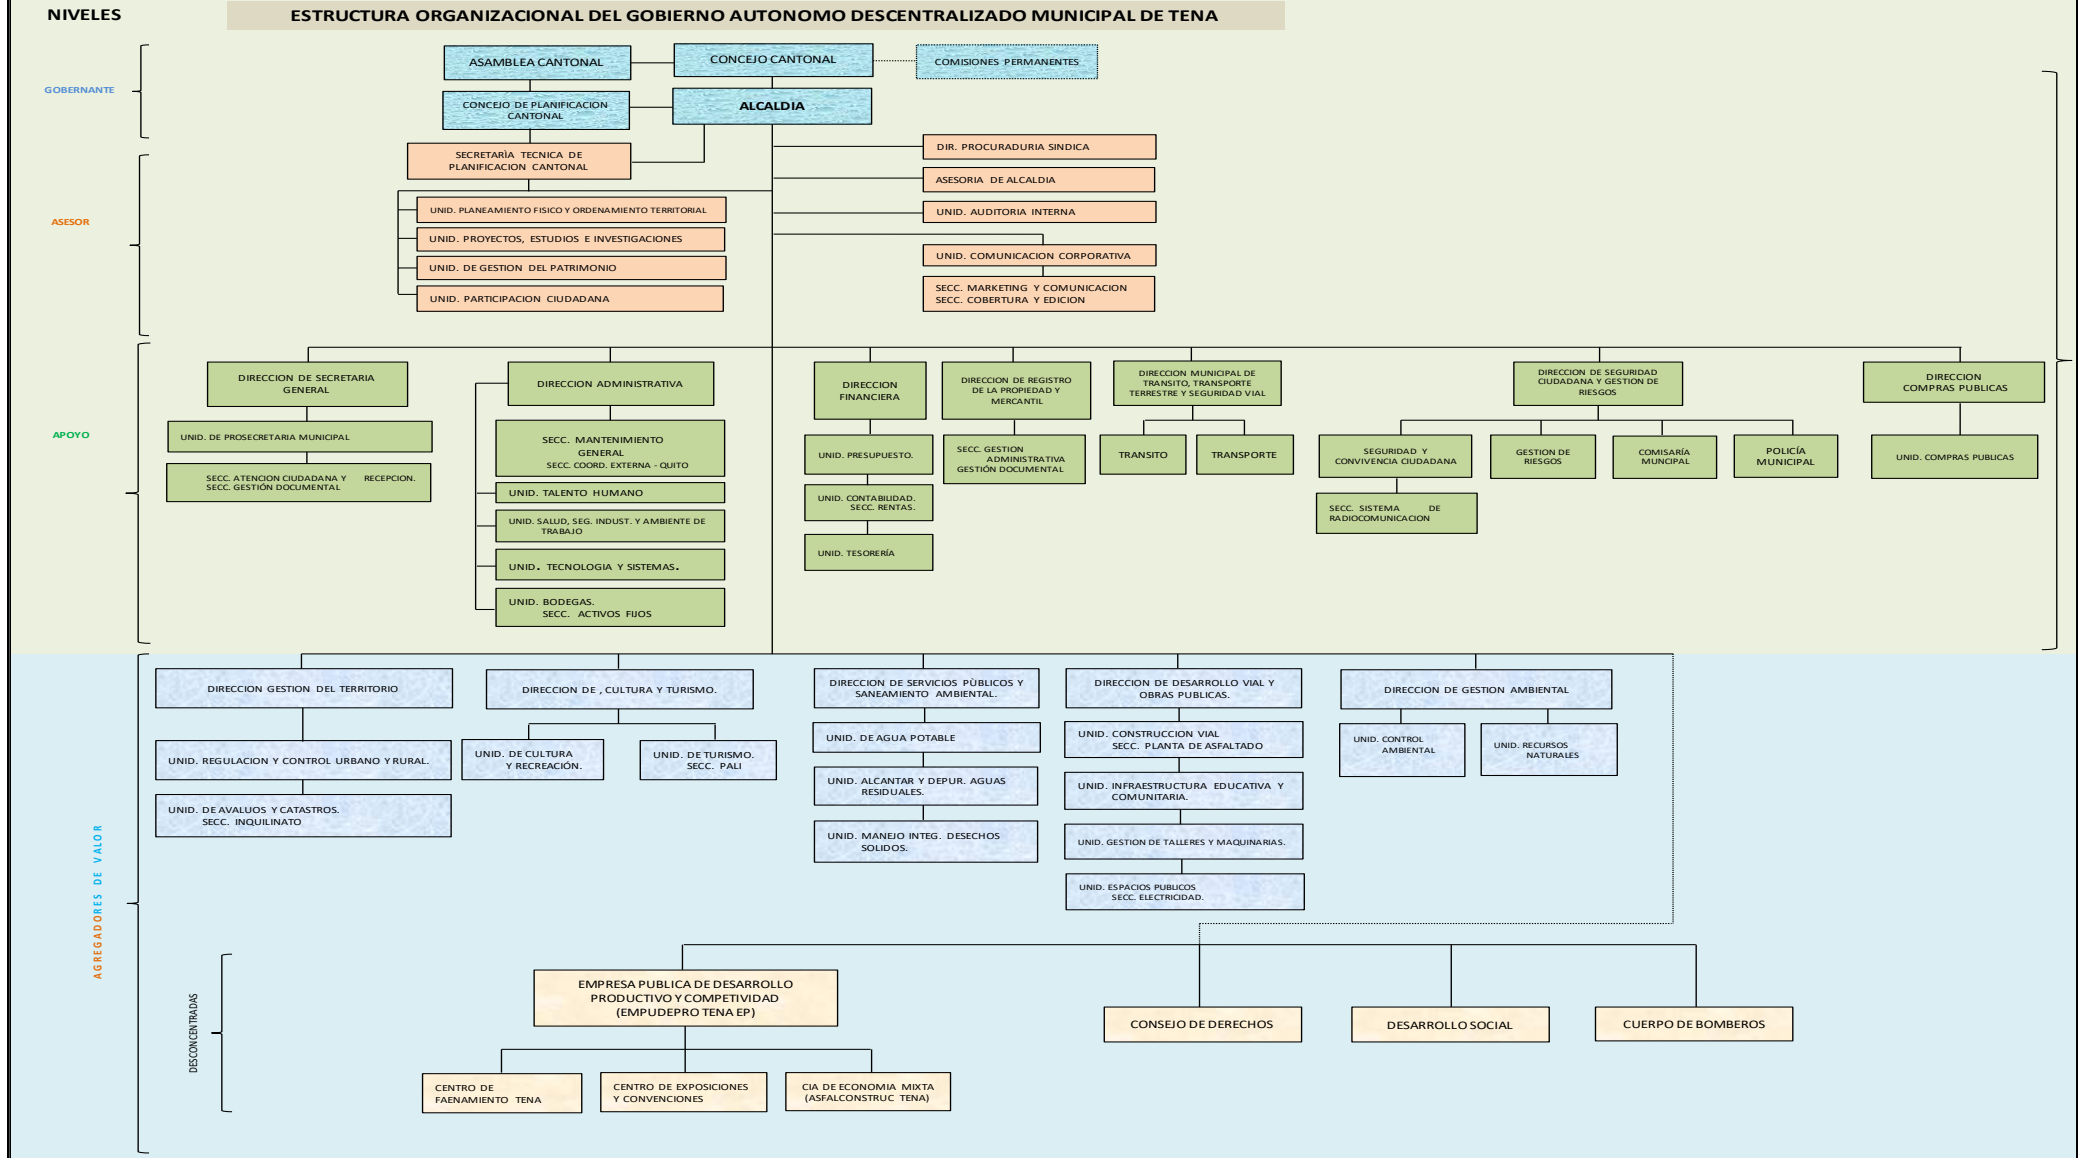 NIVELES
ESTRUCTURA ORGANIZACIONAL DEL GOBIERNO AUTONOMO DESCENTRALIZADO MUNICIPAL DE TENA
GOBERNANTE
ASAMBLEA CANTONAL
CONCEJO CANTONAL
COMISIONES PERMANENTES
CONCEJO DE PLANIFICACION
CANTONAL
ALCALDIA
ASESOR
SECRETARÌA TECNICA DE
PLANIFICACION CANTONAL
UNID. PLANEAMIENTO FISICO Y ORDENAMIENTO TERRITORIAL
UNID. PROYECTOS, ESTUDIOS E INVESTIGACIONES
UNID. DE GESTION DEL PATRIMONIO
UNID. PARTICIPACION CIUDADANA
DIR. PROCURADURIA SINDICA
ASESORIA DE ALCALDIA
UNID. AUDITORIA INTERNA
UNID. COMUNICACION CORPORATIVA
SECC. MARKETING Y COMUNICACION
SECC. COBERTURA Y EDICION
APOYO
DIRECCION DE SECRETARIA
GENERAL
UNID. DE PROSECRETARIA MUNICIPAL
SECC. ATENCION CIUDADANA Y RECEPCION.
SECC. GESTIÓN DOCUMENTAL
DIRECCION ADMINISTRATIVA
SECC. MANTENIMIENTO
GENERAL
SECC. COORD. EXTERNA - QUITO
UNID. TALENTO HUMANO
UNID. SALUD, SEG. INDUST. Y AMBIENTE DE
TRABAJO
UNID. TECNOLOGIA Y SISTEMAS.
UNID. BODEGAS.
SECC. ACTIVOS FIJOS
DIRECCION
FINANCIERA
UNID. PRESUPUESTO.
UNID. CONTABILIDAD.
SECC. RENTAS.
UNID. TESORERÍA
DIRECCION DE REGISTRO
DE LA PROPIEDAD Y
MERCANTIL
SECC. GESTION
ADMINISTRATIVA
GESTIÓN DOCUMENTAL
DIRECCION MUNICIPAL DE
TRANSITO, TRANSPORTE
TERRESTRE Y SEGURIDAD VIAL
TRANSITO
TRANSPORTE
DIRECCION DE SEGURIDAD
CIUDADANA Y GESTION DE
RIESGOS
SEGURIDAD Y
CONVIVENCIA CIUDADANA
SECC. SISTEMA DE
RADIOCOMUNICACION
GESTION DE
RIESGOS
COMISARÍA
MUNCIPAL
POLICÍA
MUNICIPAL
DIRECCION
COMPRAS PUBLICAS
UNID. COMPRAS PUBLICAS
AGREGADORES DE VALOR
DIRECCION GESTION DEL TERRITORIO
UNID. REGULACION Y CONTROL URBANO Y RURAL.
UNID. DE AVALUOS Y CATASTROS.
SECC. INQUILINATO
DIRECCION DE , CULTURA Y TURISMO.
UNID. DE CULTURA
Y RECREACIÓN.
UNID. DE TURISMO.
SECC. PALI
DIRECCION DE SERVICIOS PÙBLICOS Y
SANEAMIENTO AMBIENTAL.
UNID. DE AGUA POTABLE
UNID. ALCANTAR Y DEPUR. AGUAS
RESIDUALES.
UNID. MANEJO INTEG. DESECHOS
SOLIDOS.
DIRECCION DE DESARROLLO VIAL Y
OBRAS PUBLICAS.
UNID. CONSTRUCCION VIAL
SECC. PLANTA DE ASFALTADO
UNID. INFRAESTRUCTURA EDUCATIVA Y
COMUNITARIA.
UNID. GESTION DE TALLERES Y MAQUINARIAS.
UNID. ESPACIOS PUBLICOS
SECC. ELECTRICIDAD.
DIRECCION DE GESTION AMBIENTAL
UNID. CONTROL
AMBIENTAL
UNID. RECURSOS
NATURALES
DESCONCENTRADAS
EMPRESA PUBLICA DE DESARROLLO
PRODUCTIVO Y COMPETIVIDAD
(EMPUDEPRO TENA EP)
CENTRO DE
FAENAMIENTO TENA
CENTRO DE EXPOSICIONES
Y CONVENCIONES
CIA DE ECONOMIA MIXTA
(ASFALCONSTRUC TENA)
CONSEJO DE DERECHOS
DESARROLLO SOCIAL
CUERPO DE BOMBEROS